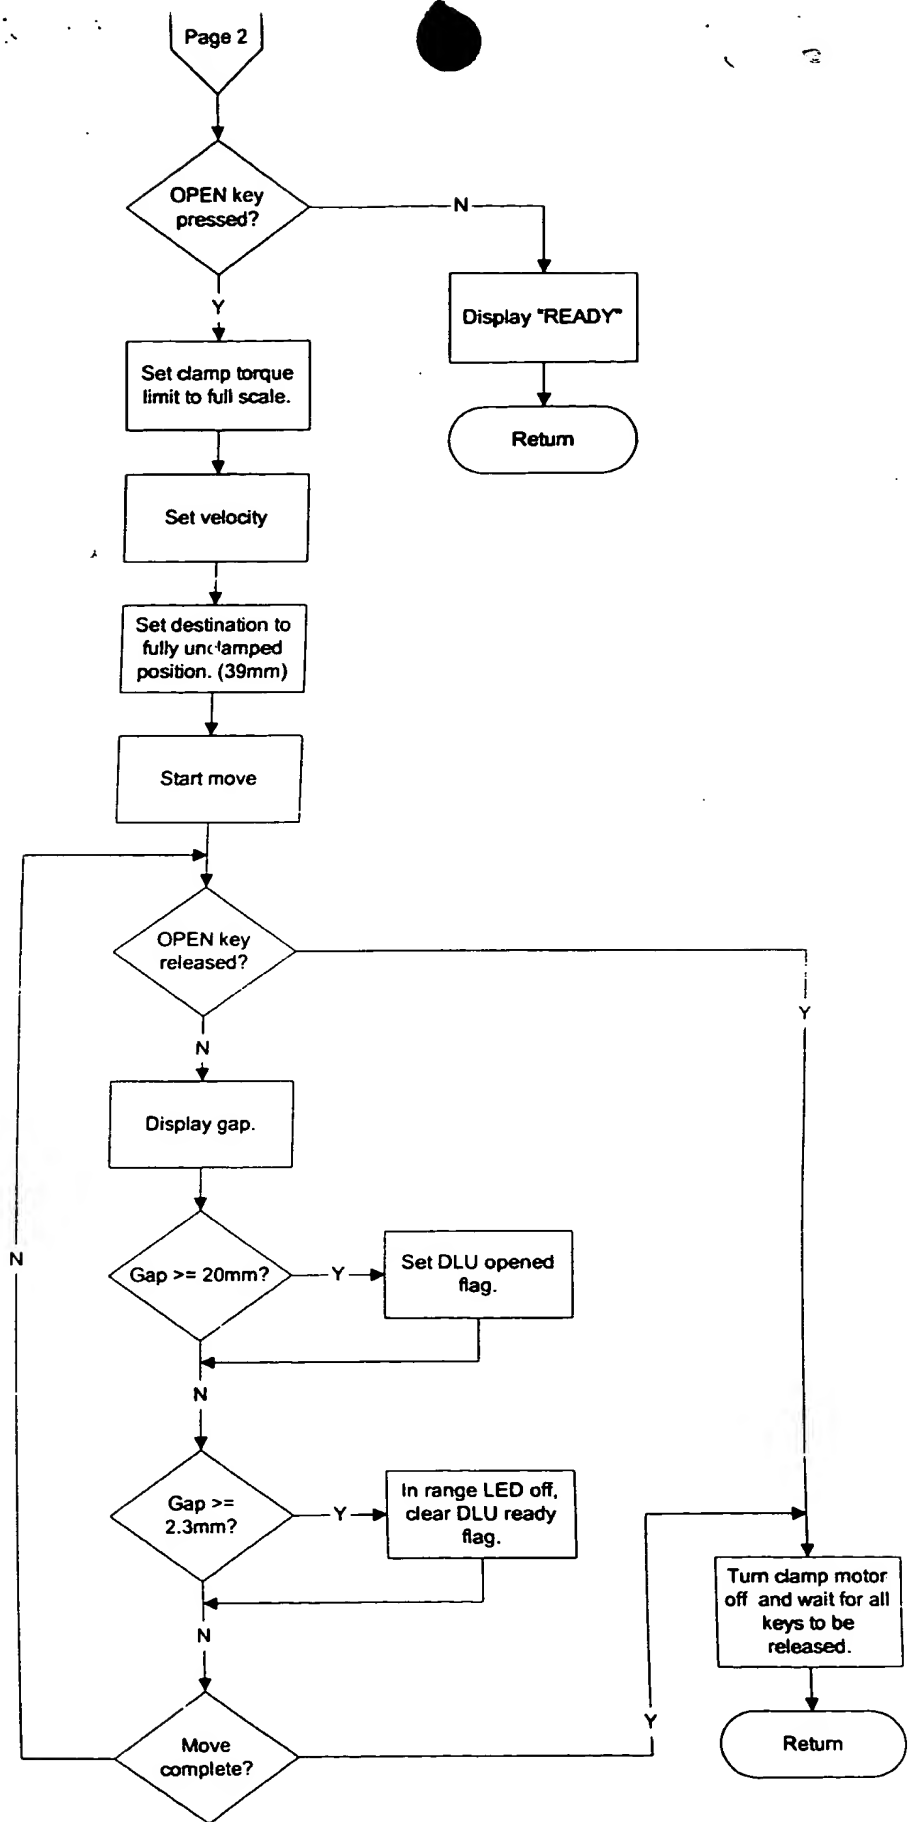 Page 2
OPEN key
pressed?
N
Y
Display "READY"
Set clamp torque
limit to full scale.
Return
Set velocity
Set destination to
fully unclamped
position. (39mm)
Start move
OPEN key
released?
Y
N
Display gap.
N
Gap >= 20mm?
Y
Set DLU opened
flag.
N
Gap >=
2.3mm?
Y
In range LED off,
clear DLU ready
flag.
Turn clamp motor
off and wait for all
keys to be
released.
N
Y
Move
complete?
Return